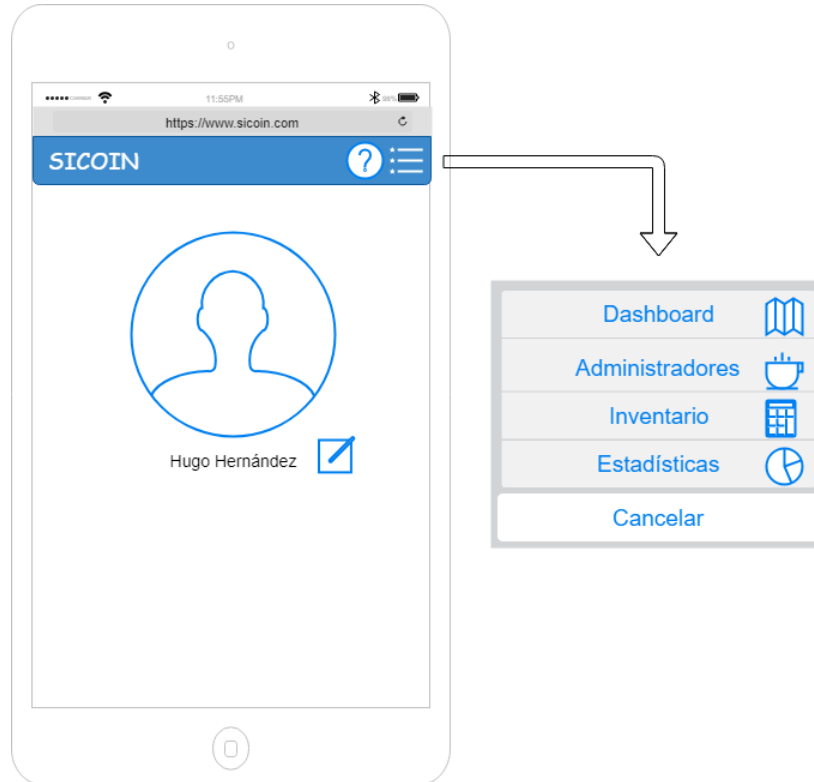 11:55PM
https://www.sicoin.com
SICOIN
?
Hugo Hernández
Dashboard
Administradores
Inventario
Estadísticas
Cancelar